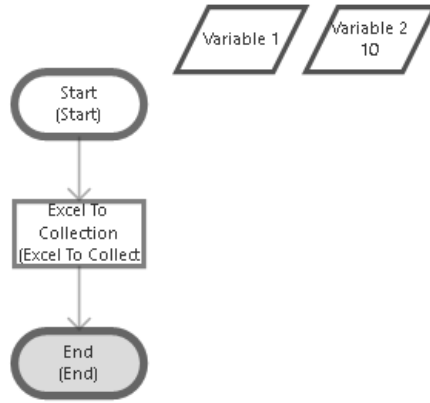 Variable 1
Variable 2
10
Start
(Start)
Excel To
Collection
(Excel To Collect
End
(End)